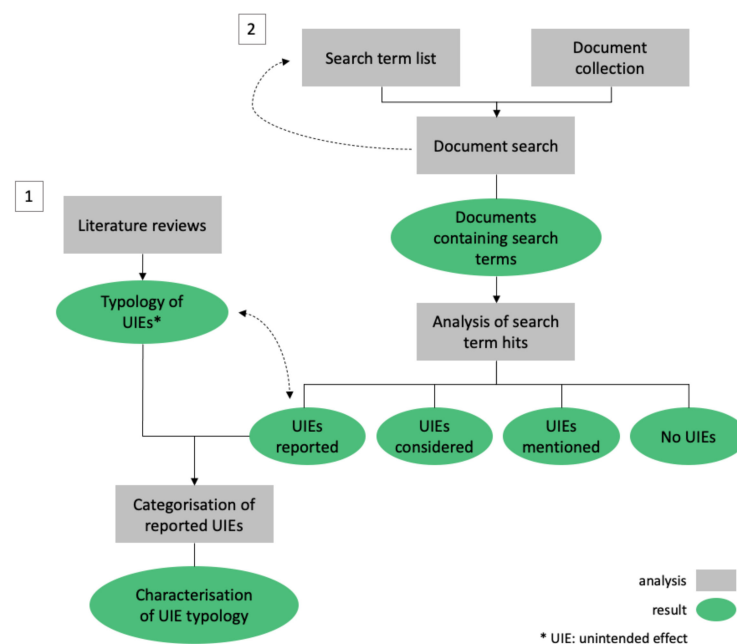 2
Search term list
Document
collection
Document search
1
Literature reviews
Documents
containing search
terms
Typology of
UIEs*
Analysis of search
term hits
UIEs
reported
UIEs
considered
UIEs
mentioned
No UIEs
Categorisation of
reported UIEs
Characterisation
of UIE typology
analysis
result
* UIE: unintended effect